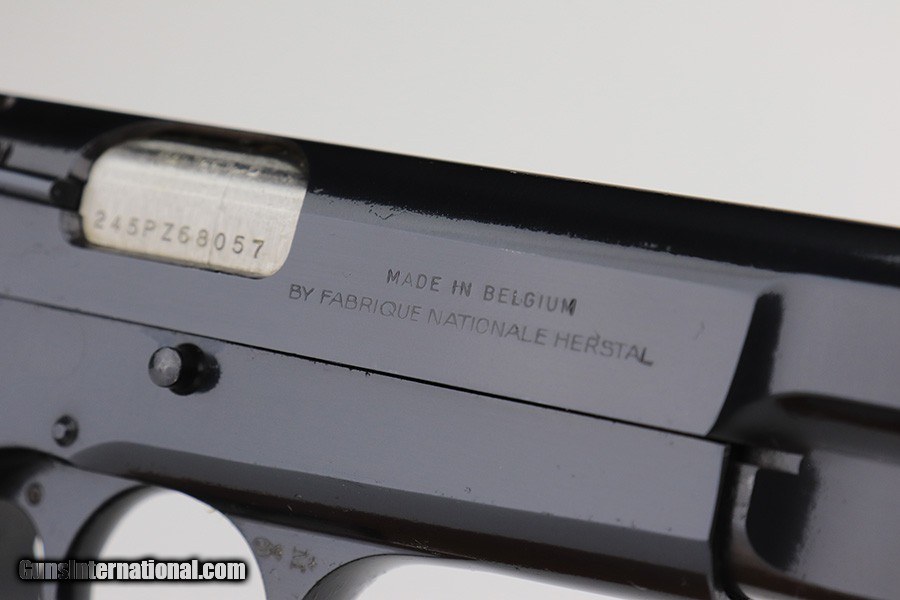 245PZ68057
MADE IN BELGIUM
BY FABRIQUE NATIONALE HERSTAL
GunsInternational.com